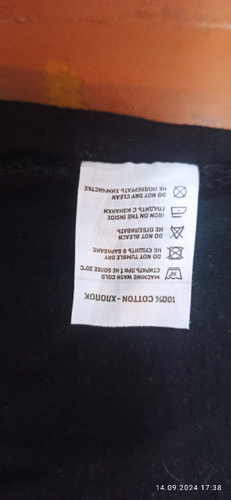 100% COTTON - ХЛОПОК
MACHINE WASH COLD
СТИРАТЬ ПРИ t НЕ БОЛЕЕ 30°C
DO NOT TUMBLE DRY
НЕ СУШИТЬ В БАРАБАНЕ
DO NOT BLEACH
НЕ ОТБЕЛИВАТЬ
IRON ON THE INSIDE
ГЛАДИТЬ С ИЗНАНКИ
DO NOT DRY CLEAN
НЕ ПОДВЕРГАТЬ ХИМЧИСТКЕ
14.09.2024 17:38